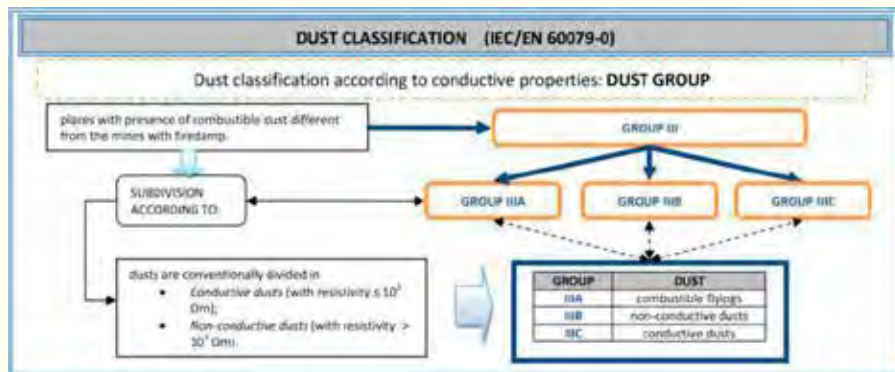 DUST CLASSIFICATION (IEC/EN 60079-0)
Dust classification according to conductive properties: DUST GROUP
places with presence of combustible dust different
from the mines with firedamp.
GROUP III
SUBDIVISION
ACCORDING TO
GROUP IIIA
GROUP IIIB
GROUP IIIC
dusts are conventionally divided in
• Conductive dusts (with resistivity ≤ 10³
Ωm);
• Non-conductive dusts (with resistivity >
10³ Ωm).
GROUP DUST
IIIA combustible flyings
IIIB non-conductive dusts
IIIC conductive dusts